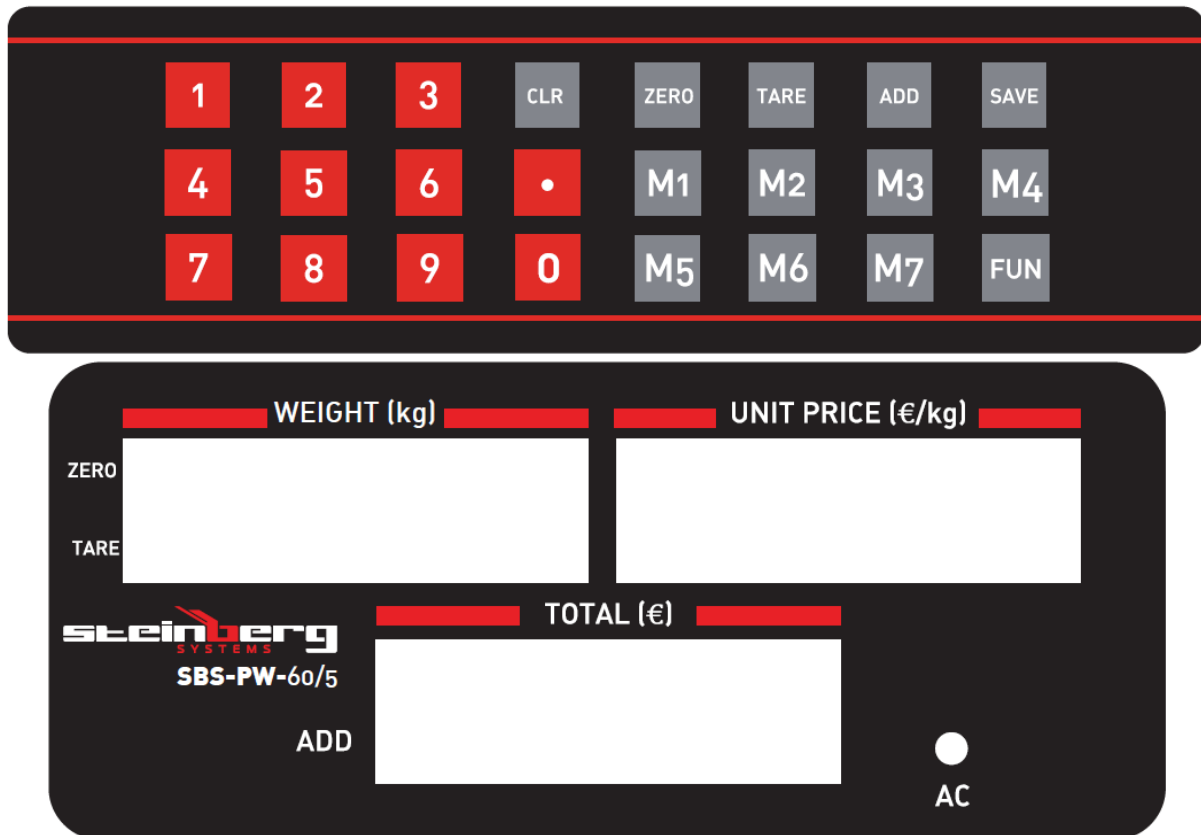 1 2 3 CLR ZERO TARE ADD SAVE
4 5 6 • M1 M2 M3 M4
7 8 9 0 M5 M6 M7 FUN
WEIGHT (kg) UNIT PRICE (€/kg)
ZERO
TARE
TOTAL (€)
steinberg
SYSTEMS
SBS-PW-60/5
ADD
AC